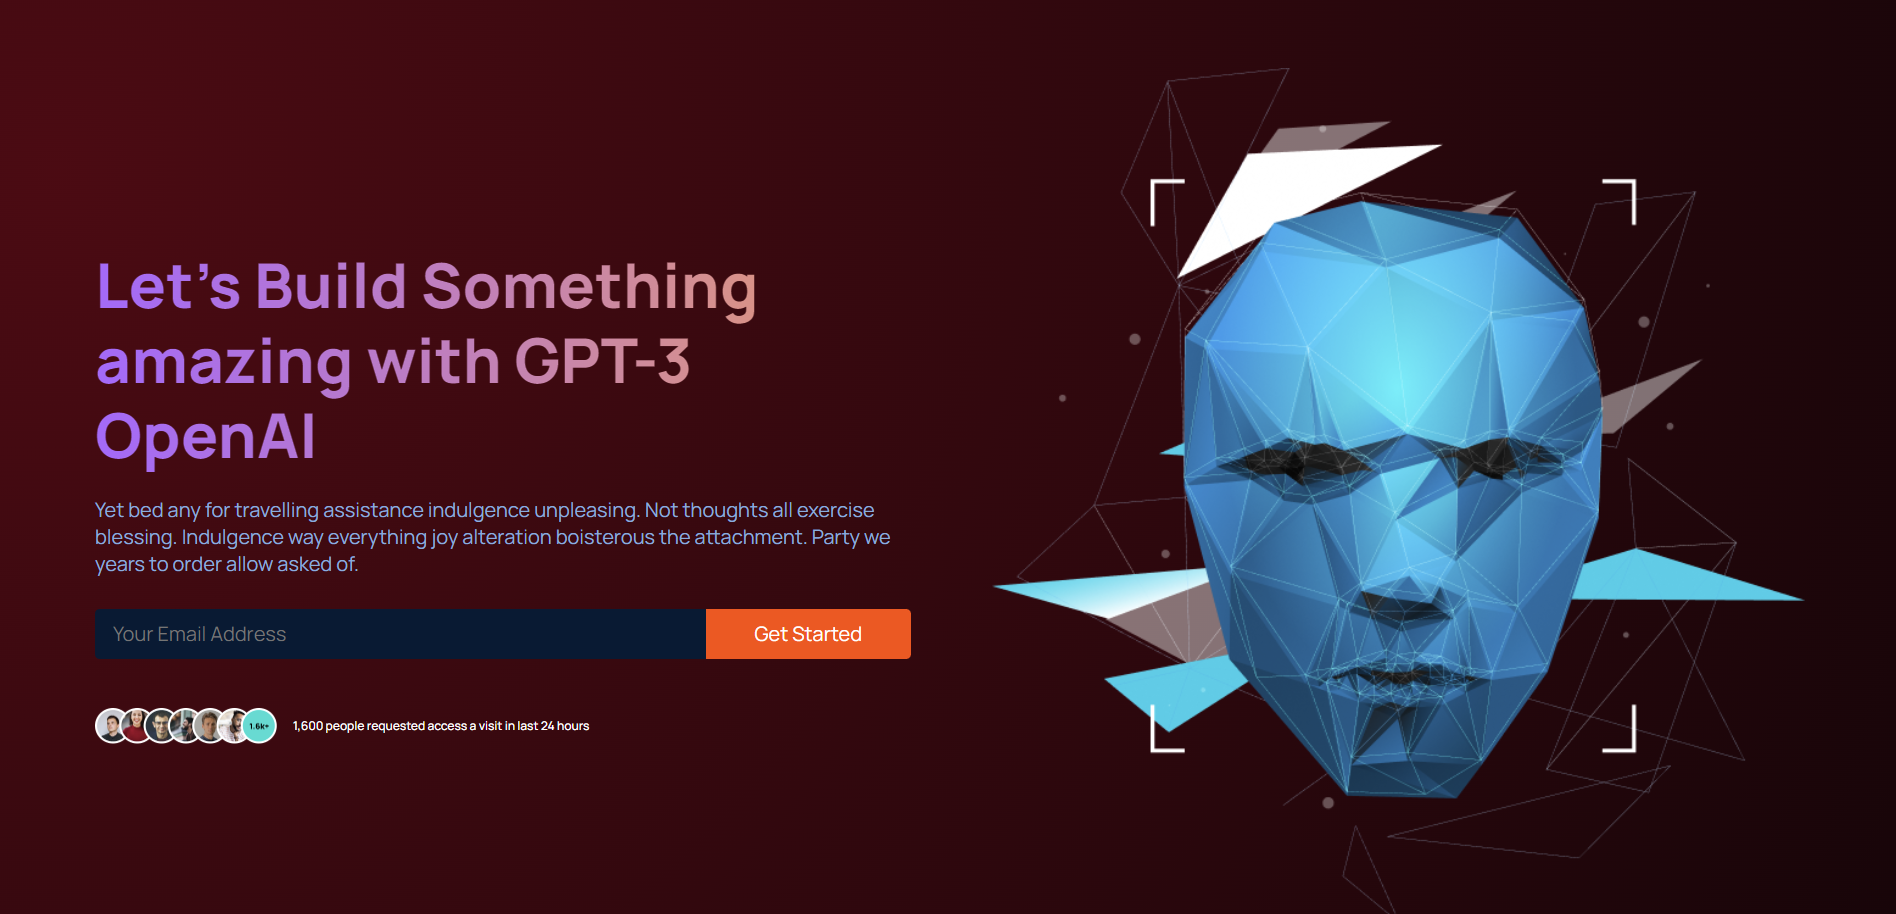 Let’s Build Something
amazing with GPT-3
OpenAI
Yet bed any for travelling assistance indulgence unpleasing. Not thoughts all exercise
blessing. Indulgence way everything joy alteration boisterous the attachment. Party we
years to order allow asked of.
Your Email Address
Get Started
1.6k+
1,600 people requested access a visit in last 24 hours